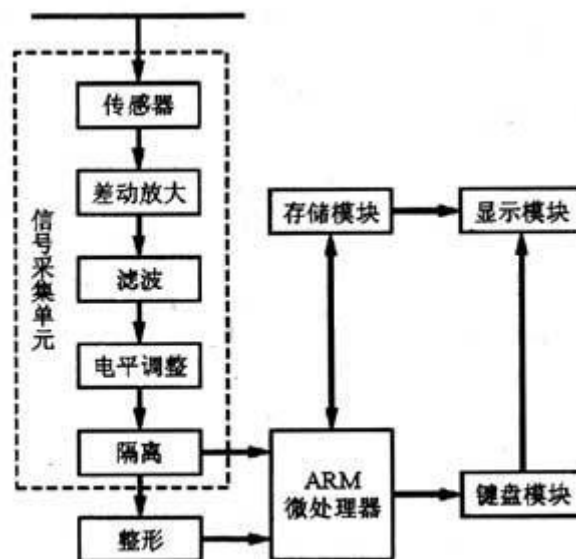 传感器
差动放大
滤波
电平调整
隔离
整形
信号采集单元
存储模块
显示模块
ARM
微处理器
键盘模块